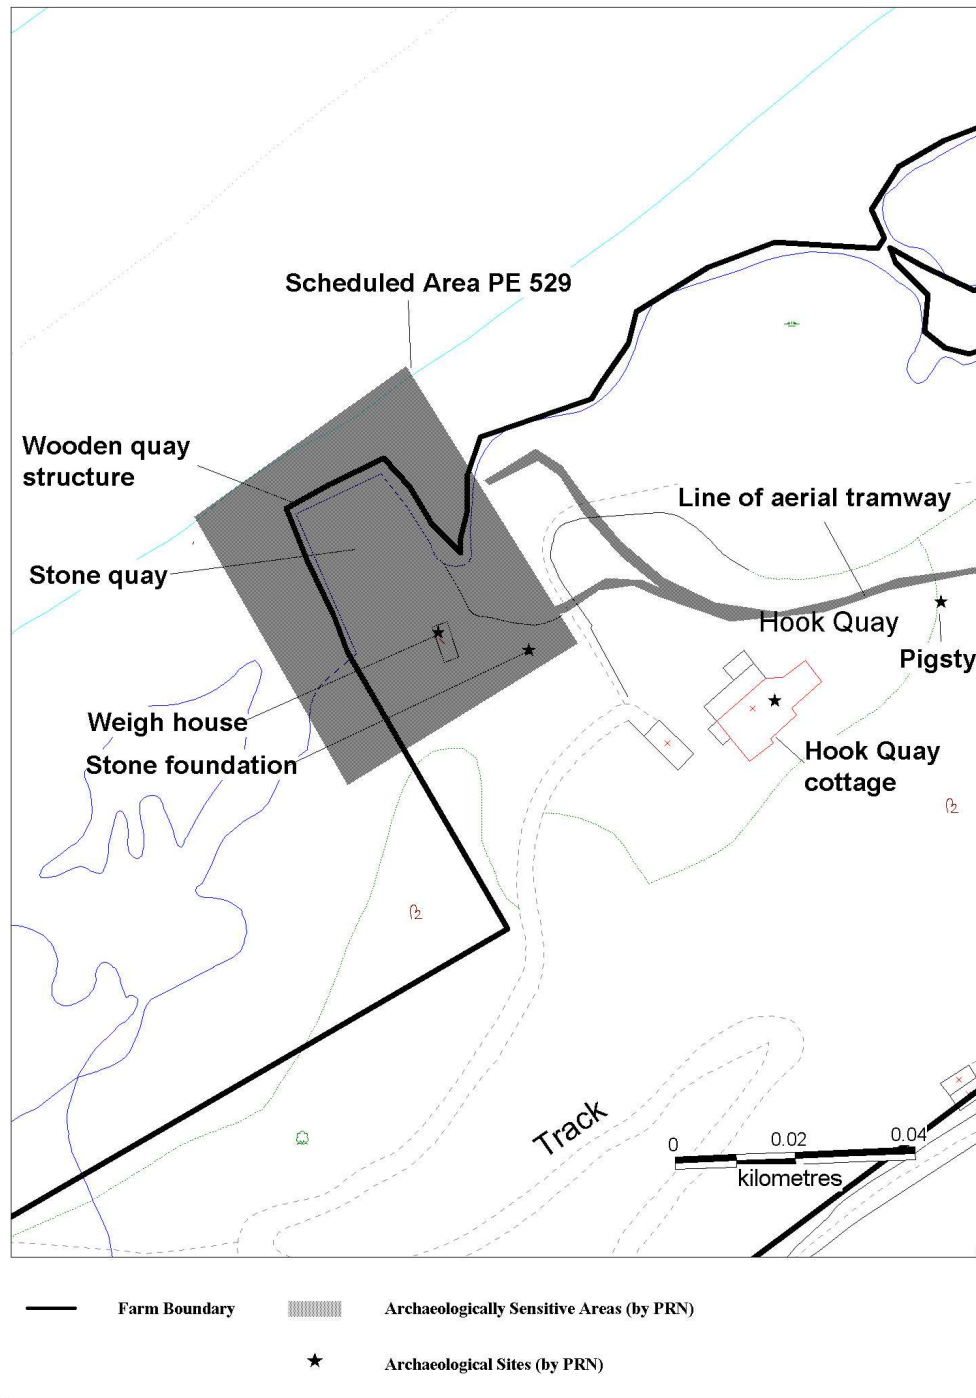 Scheduled Area PE 529
Wooden quay
structure
Line of aerial tramway
Stone quay
Hook Quay
Pigsty
Weigh house
Stone foundation
Hook Quay
cottage
Track
0 0.02 0.04
kilometres
Farm Boundary
Archaeologically Sensitive Areas (by PRN)
Archaeological Sites (by PRN)